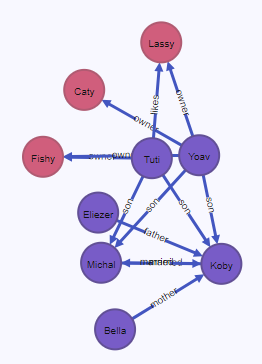 Lassy
Caty
likes
owner
owner
Fishy
owner
Tuti
Yoav
son
son
son
son
Eliezer
father
Michal
married
Koby
mother
Bella